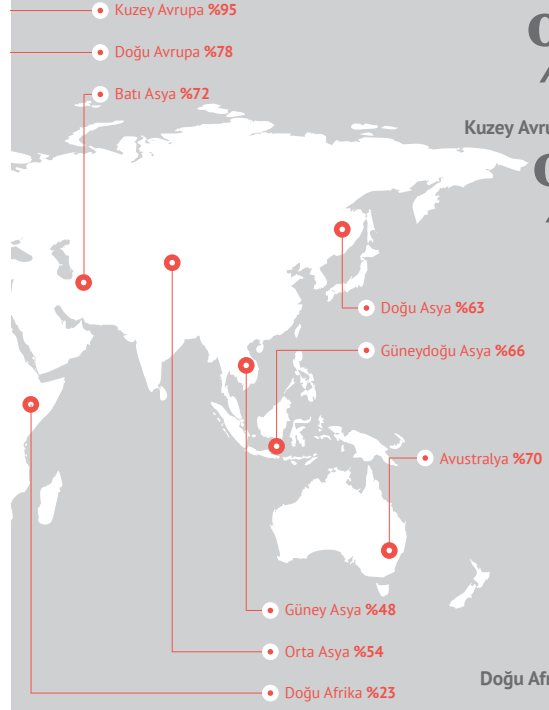 Kuzey Avrupa %95
Doğu Avrupa %78
Batı Asya %72
Kuzey Avru
Doğu Asya %63
Güneydoğu Asya %66
Avustralya %70
Güney Asya %48
Orta Asya %54
Doğu Afrika %23
Doğu Afr